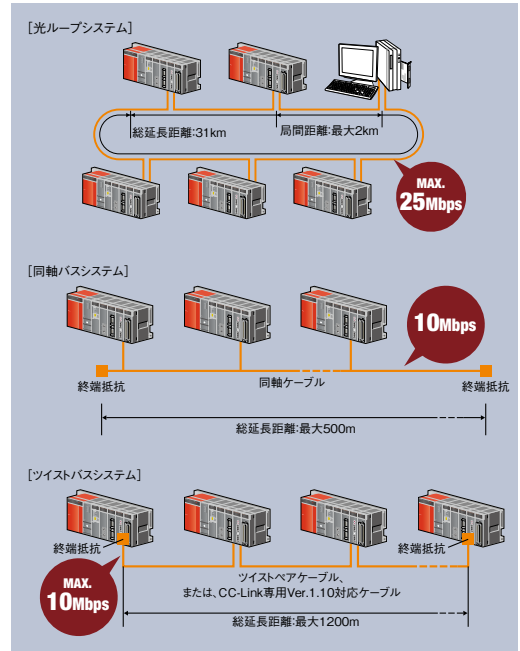 [光ループシステム]
総延長距離:31km
局間距離:最大2km
MAX.
25Mbps
[同軸バスシステム]
10Mbps
終端抵抗
同軸ケーブル
終端抵抗
総延長距離:最大500m
[ツイストバスシステム]
終端抵抗
終端抵抗
MAX.
10Mbps
ツイストペアケーブル、
または、CC-Link専用Ver.1.10対応ケーブル
総延長距離:最大1200m